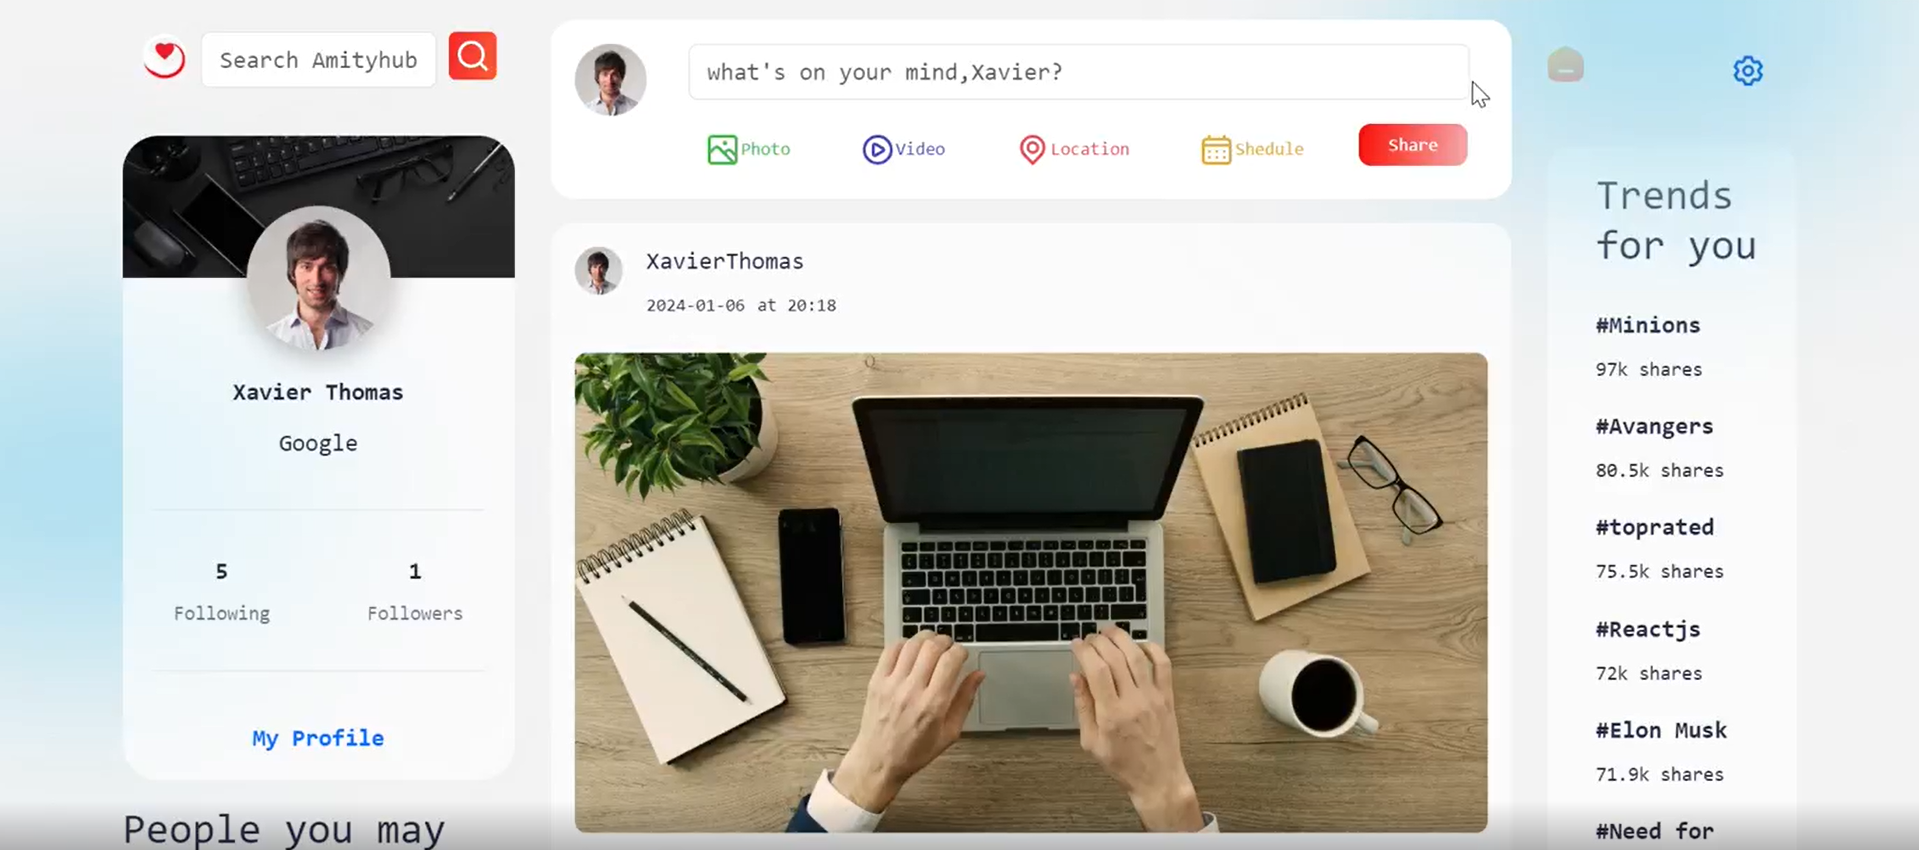 Search Amityhub
what's on your mind,Xavier?
Photo
Video
Location
Shedule
Share
Xavier Thomas
Google
5
Following
1
Followers
My Profile
People you may
XavierThomas
2024-01-06 at 20:18
Trends
for you
#Minions
97k shares
#Avangers
80.5k shares
#toprated
75.5k shares
#Reactjs
72k shares
#Elon Musk
71.9k shares
#Need for